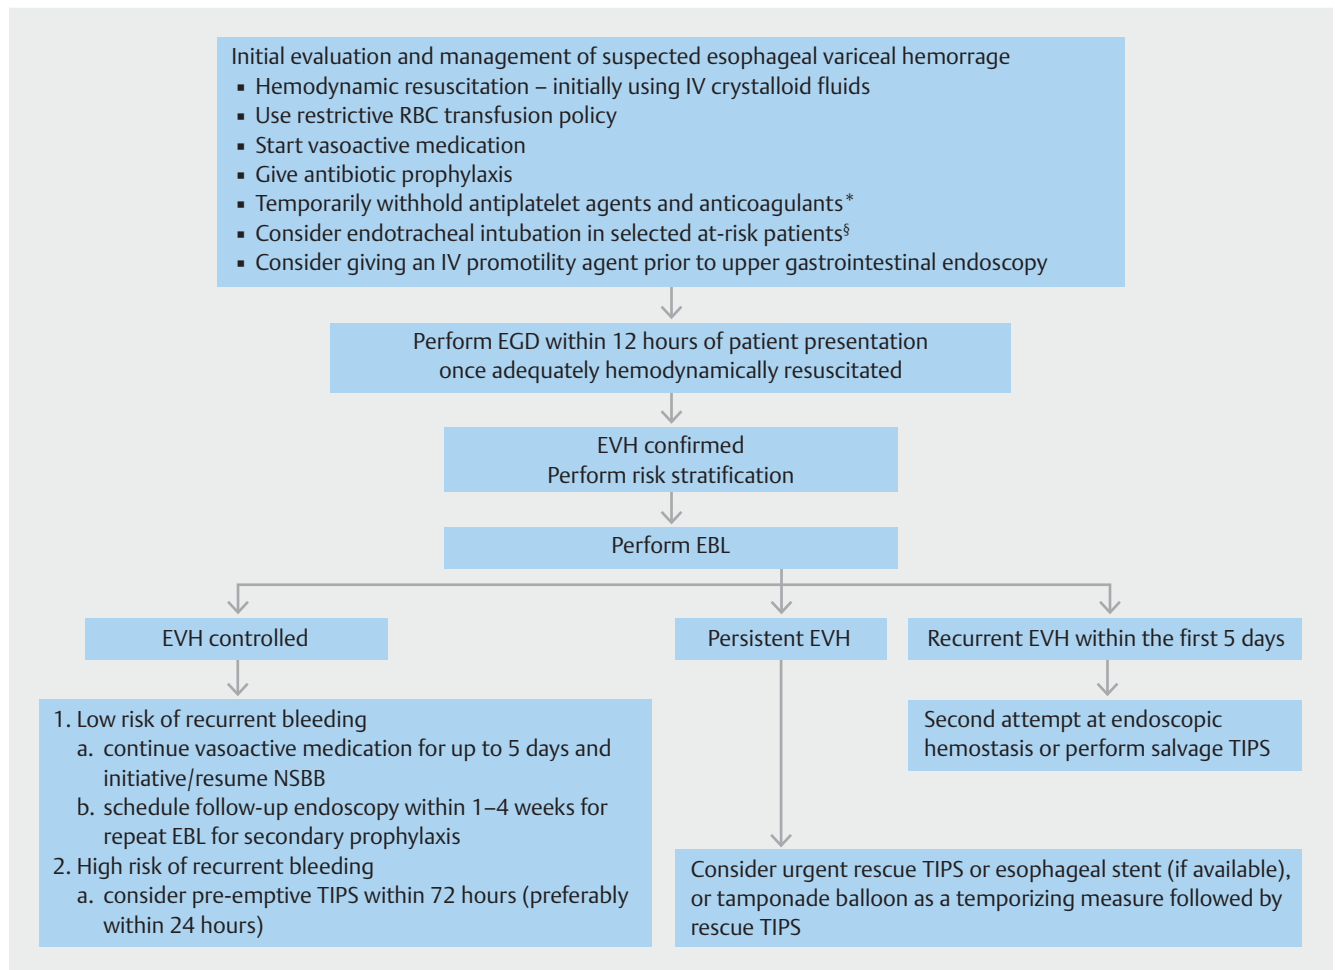 Initial evaluation and management of suspected esophageal variceal hemorrhage
▪ Hemodynamic resuscitation – initially using IV crystalloid fluids
▪ Use restrictive RBC transfusion policy
▪ Start vasoactive medication
▪ Give antibiotic prophylaxis
▪ Temporarily withhold antiplatelet agents and anticoagulants*
▪ Consider endotracheal intubation in selected at-risk patients§
▪ Consider giving an IV promotility agent prior to upper gastrointestinal endoscopy
Perform EGD within 12 hours of patient presentation
once adequately hemodynamically resuscitated
EVH confirmed
Perform risk stratification
Perform EBL
EVH controlled
1. Low risk of recurrent bleeding
a. continue vasoactive medication for up to 5 days and
initiative/resume NSBB
b. schedule follow-up endoscopy within 1–4 weeks for
repeat EBL for secondary prophylaxis
2. High risk of recurrent bleeding
a. consider pre-emptive TIPS within 72 hours (preferably
within 24 hours)
Persistent EVH
Consider urgent rescue TIPS or esophageal stent (if available),
or tamponade balloon as a temporizing measure followed by
rescue TIPS
Recurrent EVH within the first 5 days
Second attempt at endoscopic
hemostasis or perform salvage TIPS